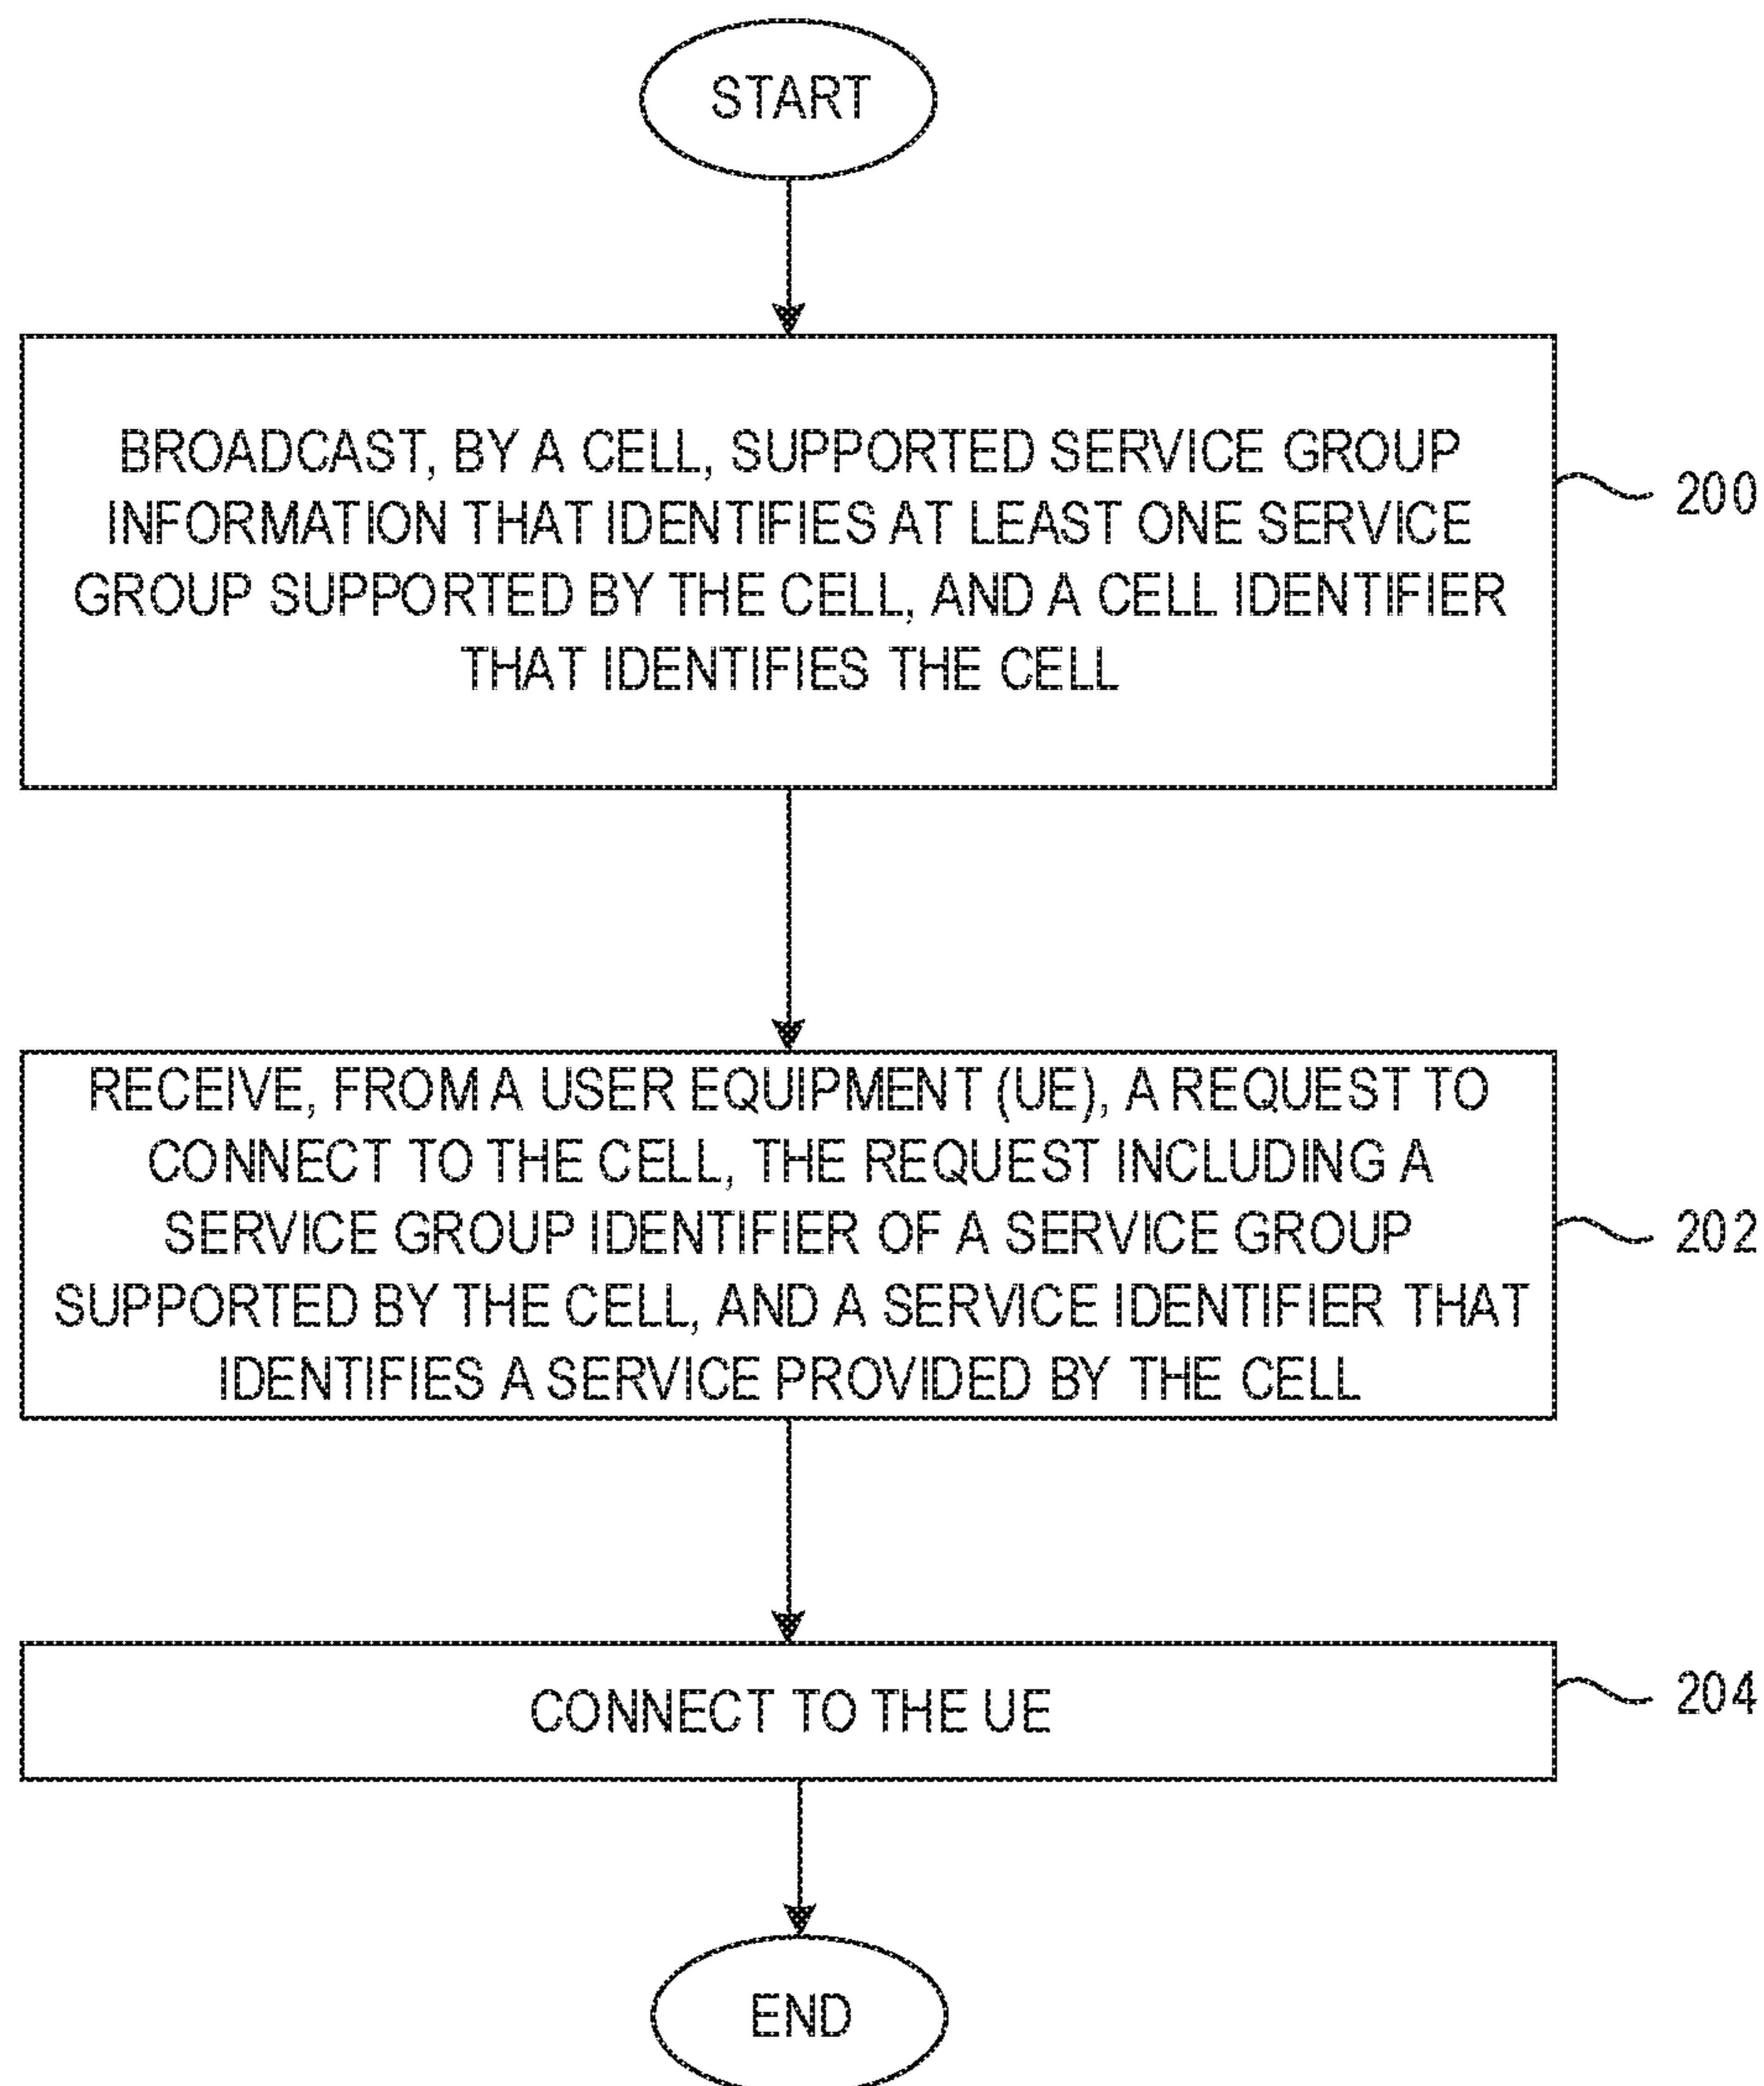 START
BROADCAST, BY A CELL, SUPPORTED SERVICE GROUP
INFORMATION THAT IDENTIFIES AT LEAST ONE SERVICE
GROUP SUPPORTED BY THE CELL, AND A CELL IDENTIFIER
THAT IDENTIFIES THE CELL
200
RECEIVE, FROM A USER EQUIPMENT (UE), A REQUEST TO
CONNECT TO THE CELL, THE REQUEST INCLUDING A
SERVICE GROUP IDENTIFIER OF A SERVICE GROUP
SUPPORTED BY THE CELL, AND A SERVICE IDENTIFIER THAT
IDENTIFIES A SERVICE PROVIDED BY THE CELL
202
CONNECT TO THE UE
204
END